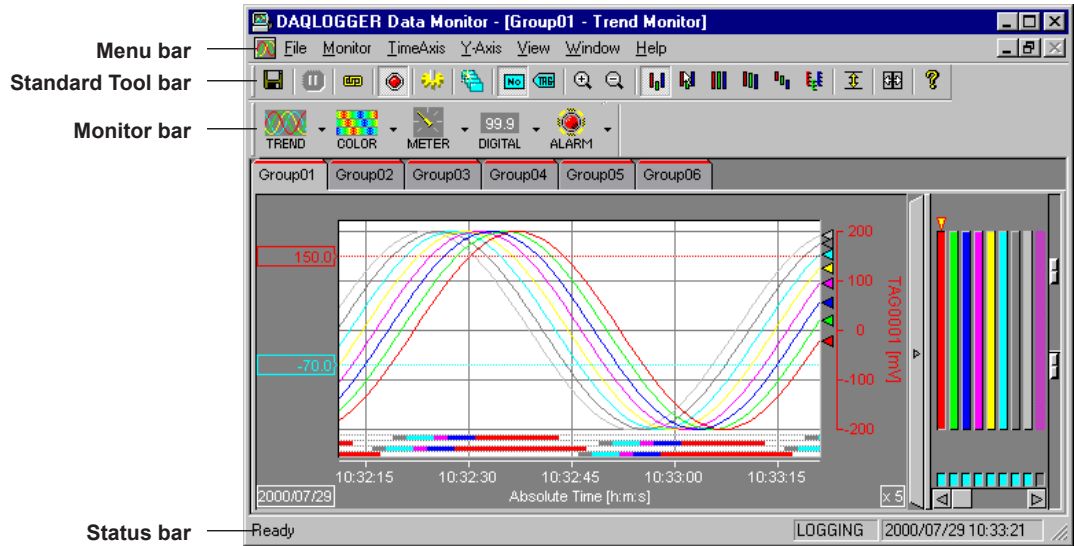 DAQLOGGER Data Monitor - [Group01 - Trend Monitor]
Menu bar
File Monitor TimeAxis Y-Axis View Window Help
Standard Tool bar
No TAG ?
Monitor bar
99.9
TREND COLOR METER DIGITAL ALARM
Group01 Group02 Group03 Group04 Group05 Group06
200
150.0
100
0
-70.0
-100
-200
TAG0001 [mV]
10:32:15 10:32:30 10:32:45 10:33:00 10:33:15
2000/07/29 Absolute Time [h:m:s] x 5
Status bar
Ready LOGGING 2000/07/29 10:33:21